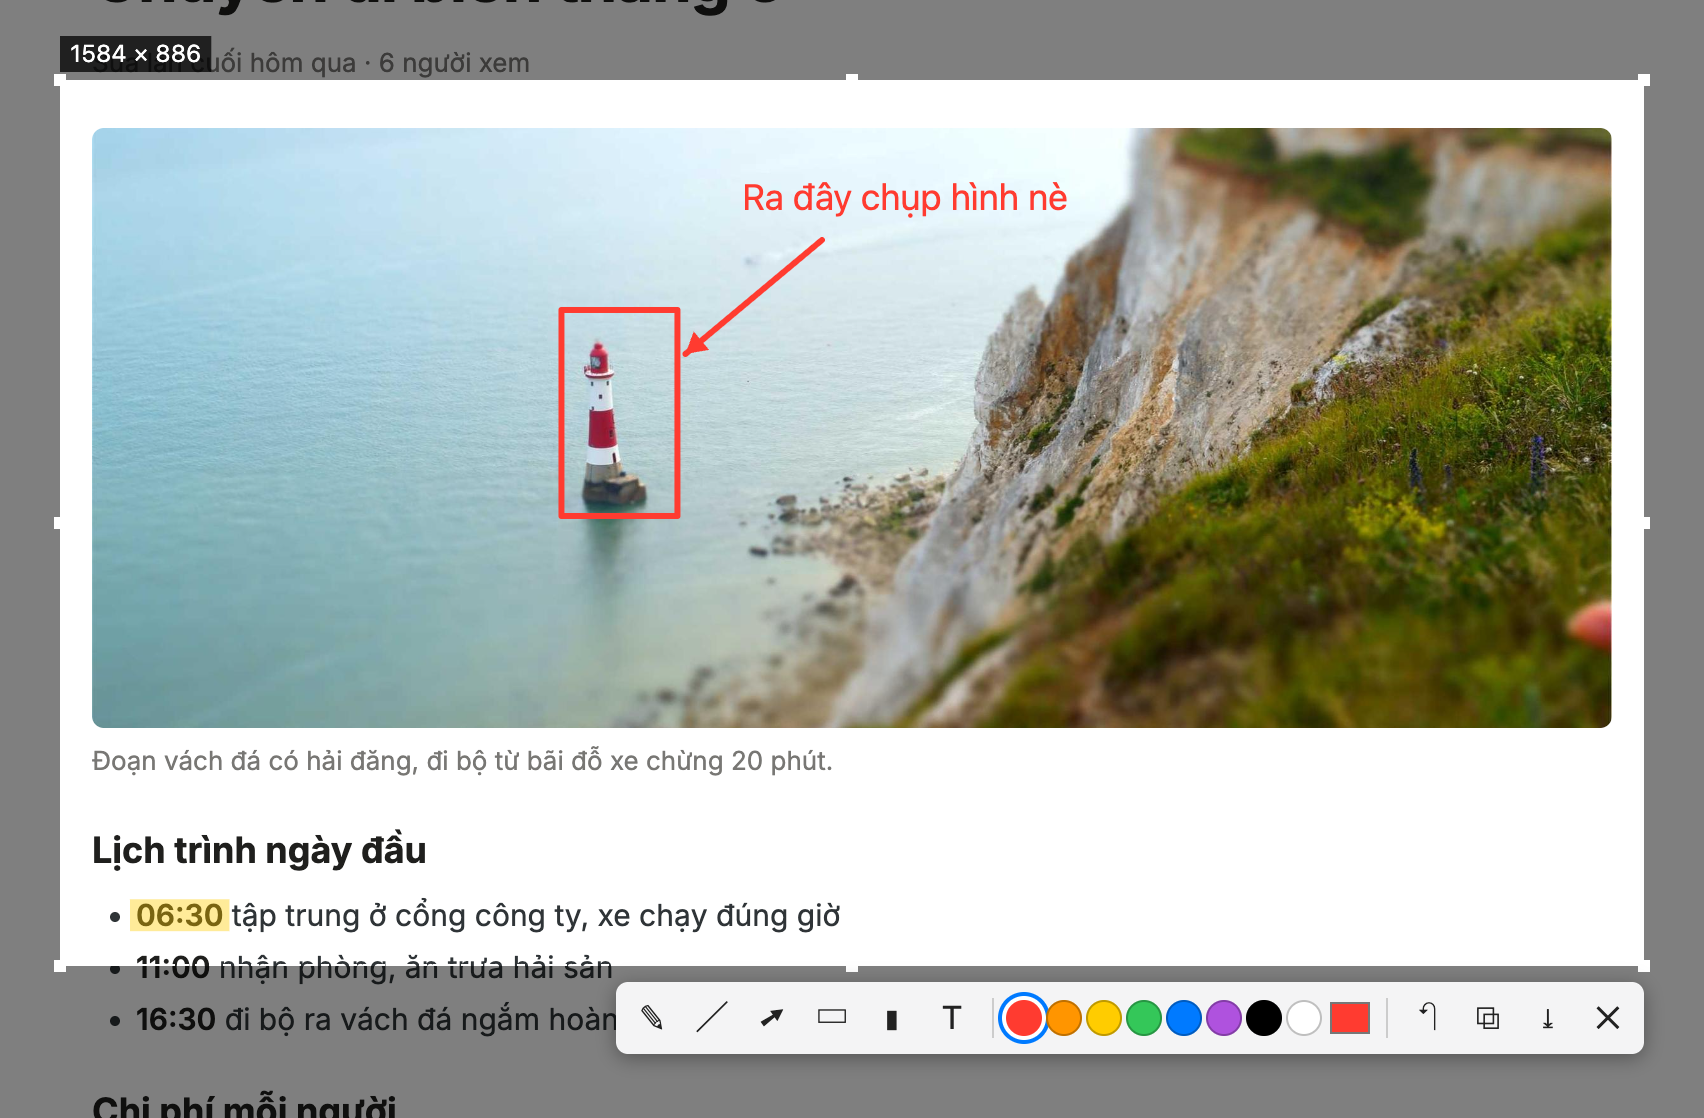 1584 × 886
cuối hôm qua · 6 người xem
Ra đây chụp hình nè
Đoạn vách đá có hải đăng, đi bộ từ bãi đỗ xe chừng 20 phút.
Lịch trình ngày đầu
06:30 tập trung ở cổng công ty, xe chạy đúng giờ
11:00 nhận phòng, ăn trưa hải sản
16:30 đi bộ ra vách đá ngắm hoàn
Chi phí mỗi người
T